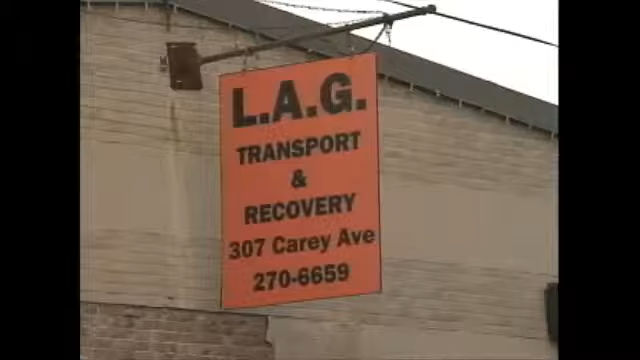 L.A.G.
TRANSPORT
&
RECOVERY
307 Carey Ave
270-6659